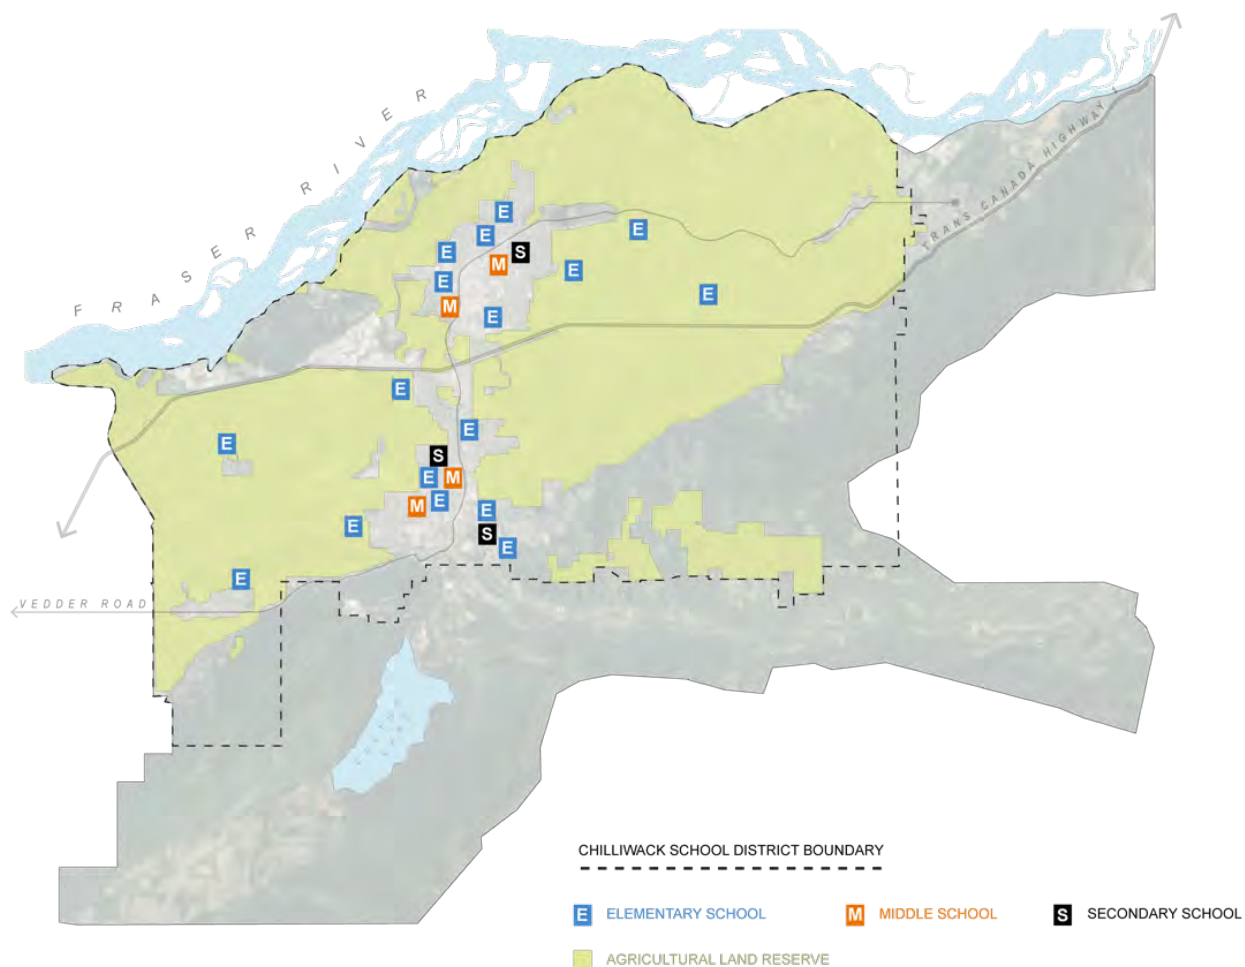 FRASER RIVER
TRANS CANADA HIGHWAY 1
E
E
E
S
E
M
E
E
E
E
M
E
E
E
E
S
E
M
E
M
E
E
S
E
E
VEDDER ROAD
CHILLIWACK SCHOOL DISTRICT BOUNDARY
E ELEMENTARY SCHOOL
M MIDDLE SCHOOL
S SECONDARY SCHOOL
AGRICULTURAL LAND RESERVE